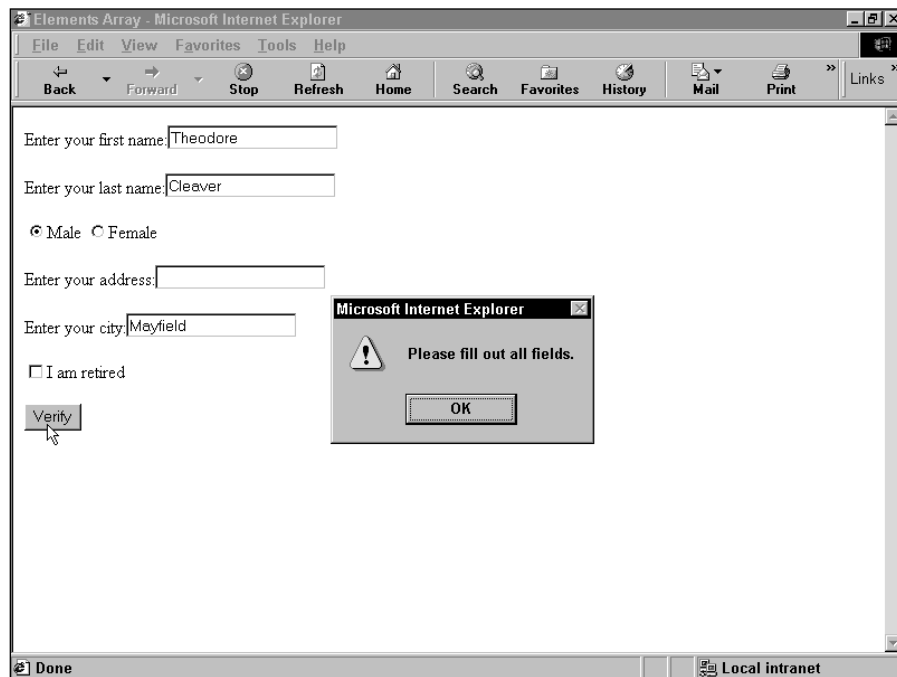 Elements Array - Microsoft Internet Explorer
File Edit View Favorites Tools Help
Back Forward Stop Refresh Home Search Favorites History Mail Print » Links »
Enter your first name: Theodore
Enter your last name: Cleaver
Male Female
Enter your address:
Enter your city: Mayfield
I am retired
Verify
Microsoft Internet Explorer
Please fill out all fields.
OK
Done Local intranet